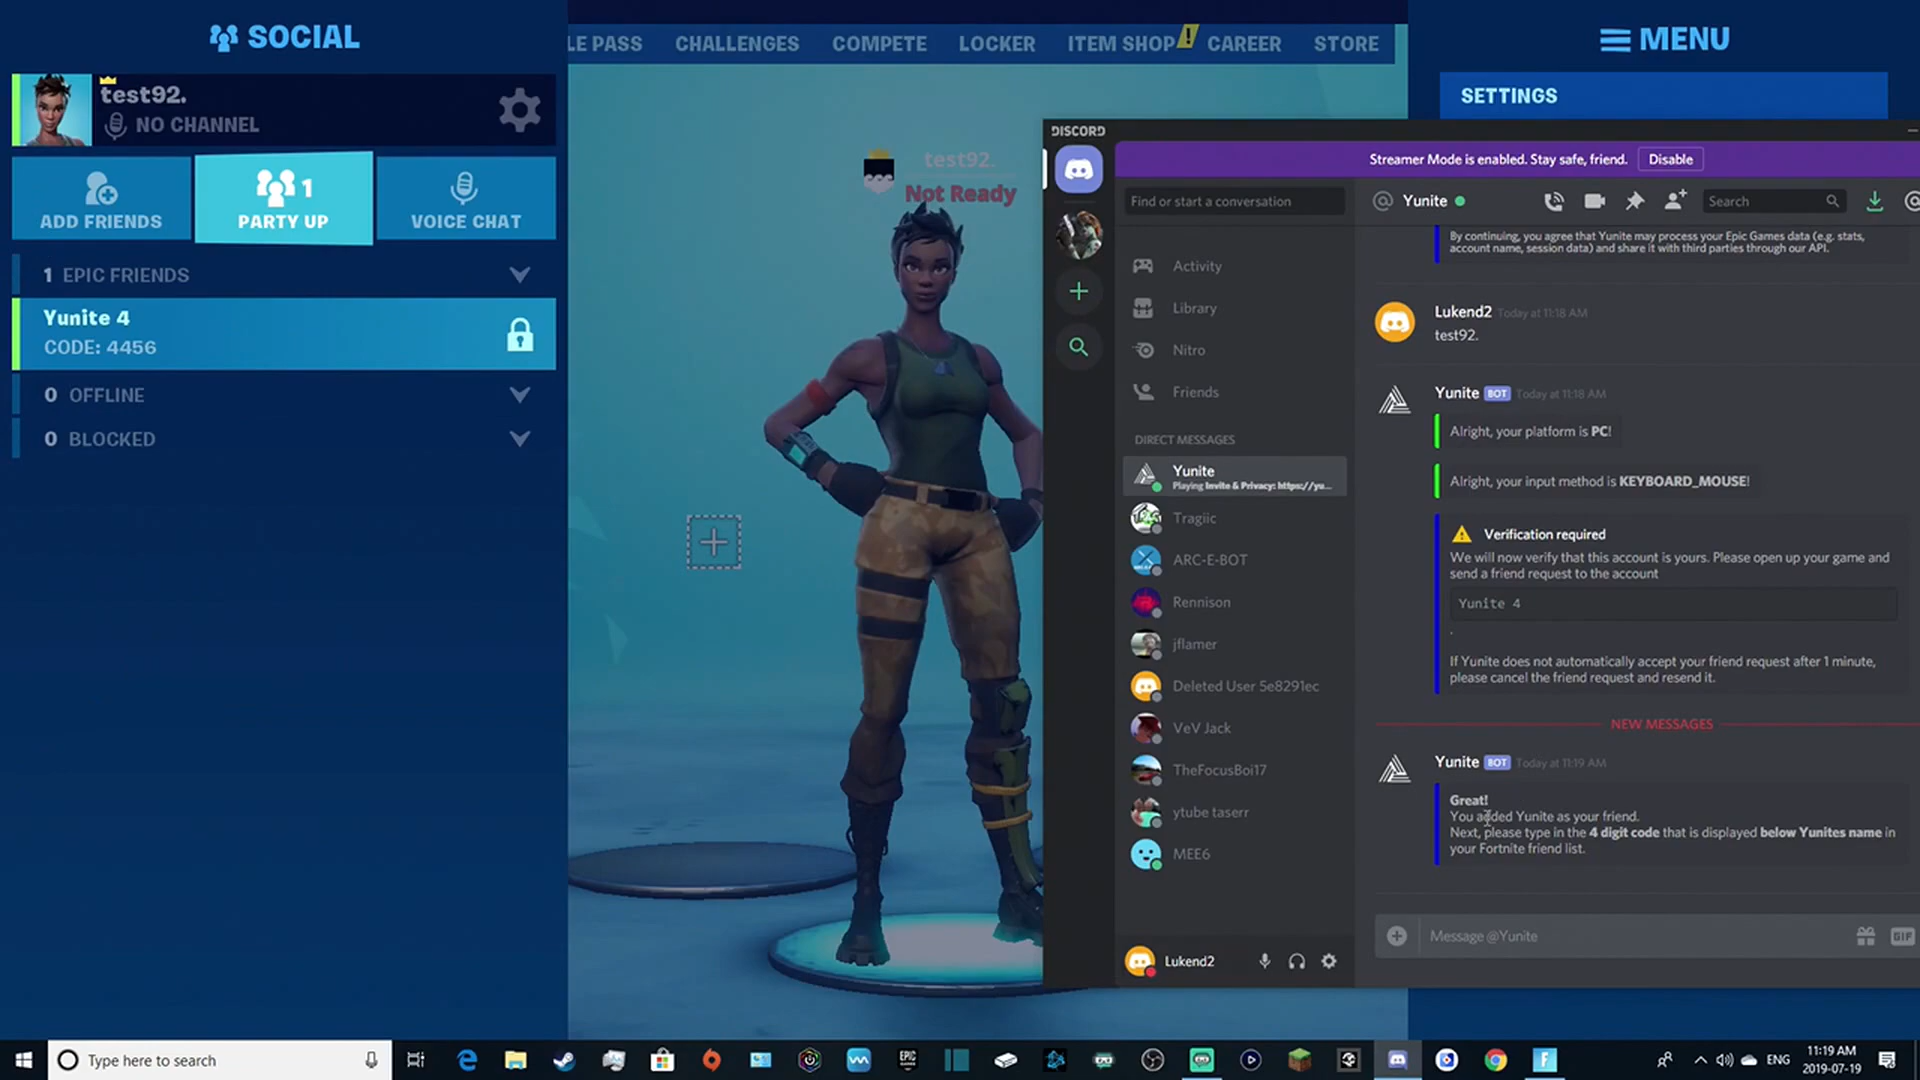 SOCIAL
test92.
NO CHANNEL
ADD FRIENDS
1
PARTY UP
VOICE CHAT
1 EPIC FRIENDS
Yunite 4
CODE: 4456
0 OFFLINE
0 BLOCKED
LE PASS
CHALLENGES
COMPETE
LOCKER
ITEM SHOP
!
CAREER
STORE
test92.
Not Ready
MENU
SETTINGS
DISCORD
Streamer Mode is enabled. Stay safe, friend.
Disable
Find or start a conversation
Activity
Library
Nitro
Friends
DIRECT MESSAGES
Yunite
Playing Invite & Privacy: https://yu...
Tragiic
ARC-E-BOT
Rennison
jflamer
Deleted User 5e8291ec
VeV Jack
TheFocusBoi17
ytube taserr
MEE6
Lukend2
@ Yunite
Search
By continuing, you agree that Yunite may process your Epic Games data (e.g. stats,
account name, session data) and share it with third parties through our API.
Lukend2 Today at 11:18 AM
test92.
Yunite BOT Today at 11:18 AM
Alright, your platform is PC!
Alright, your input method is KEYBOARD_MOUSE!
Verification required
We will now verify that this account is yours. Please open up your game and
send a friend request to the account
Yunite 4
.
If Yunite does not automatically accept your friend request after 1 minute,
please cancel the friend request and resend it.
NEW MESSAGES
Yunite BOT Today at 11:19 AM
Great!
You added Yunite as your friend.
Next, please type in the 4 digit code that is displayed below Yunites name in
your Fortnite friend list.
Message @Yunite
GIF
Type here to search
EPIC
GAMES
ENG
11:19 AM
2019-07-19